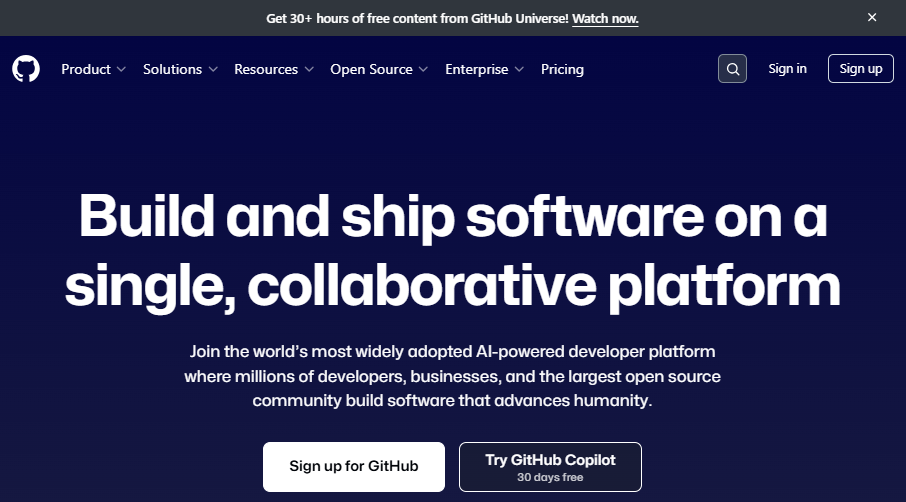 Get 30+ hours of free content from GitHub Universe! Watch now.
Product Solutions Resources Open Source Enterprise Pricing Sign in Sign up
Build and ship software on a
single, collaborative platform
Join the world’s most widely adopted AI-powered developer platform
where millions of developers, businesses, and the largest open source
community build software that advances humanity.
Sign up for GitHub
Try GitHub Copilot
30 days free